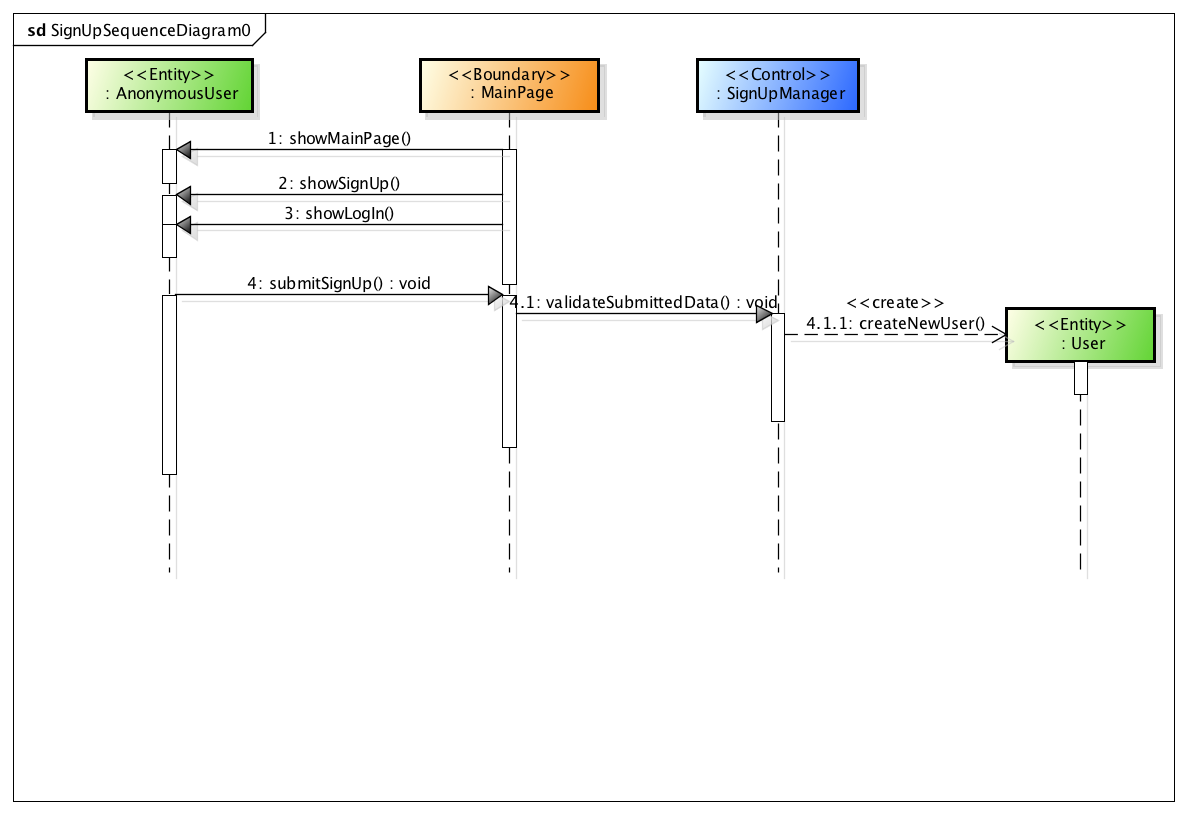 sd SignUpSequenceDiagram0
<<Entity>>
: AnonymousUser
<<Boundary>>
: MainPage
<<Control>>
: SignUpManager
1: showMainPage()
2: showSignUp()
3: showLogIn()
4: submitSignUp() : void
4.1: validateSubmittedData() : void
<<create>>
4.1.1: createNewUser()
<<Entity>>
: User